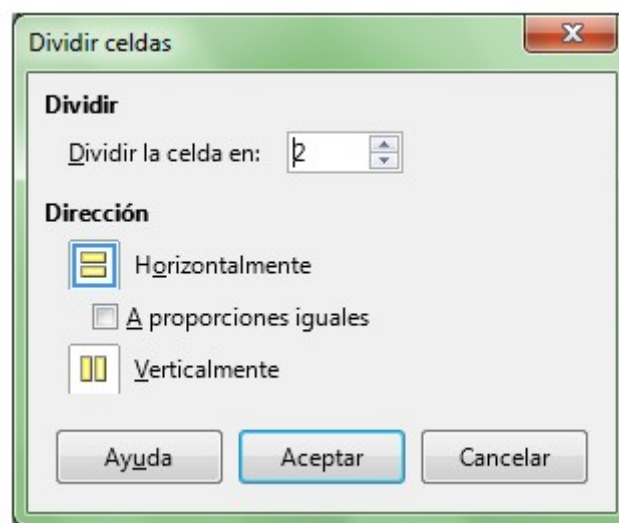 Dividir celdas
Dividir
Dividir la celda en: 2
Dirección
Horizontalmente
A proporciones iguales
Verticalmente
Ayuda Aceptar Cancelar